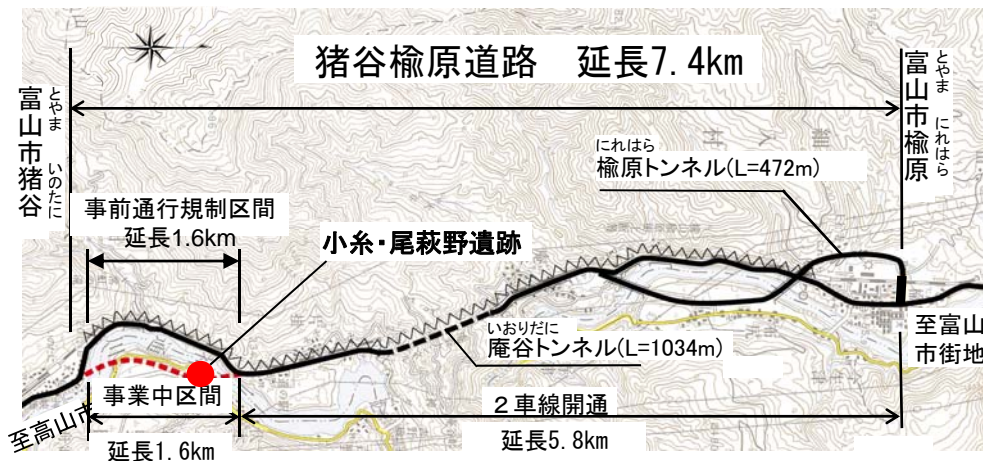 猪谷楡原道路　延長7.4km
とやま　いのたに
富山市猪谷
とやま　にれはら
富山市楡原
にれはら
楡原トンネル(L=472m)
事前通行規制区間
延長1.6km
小糸・尾萩野遺跡
いおりだに
庵谷トンネル(L=1034m)
至富山
市街地
至高山市
事業中区間
延長1.6km
２車線開通
延長5.8km